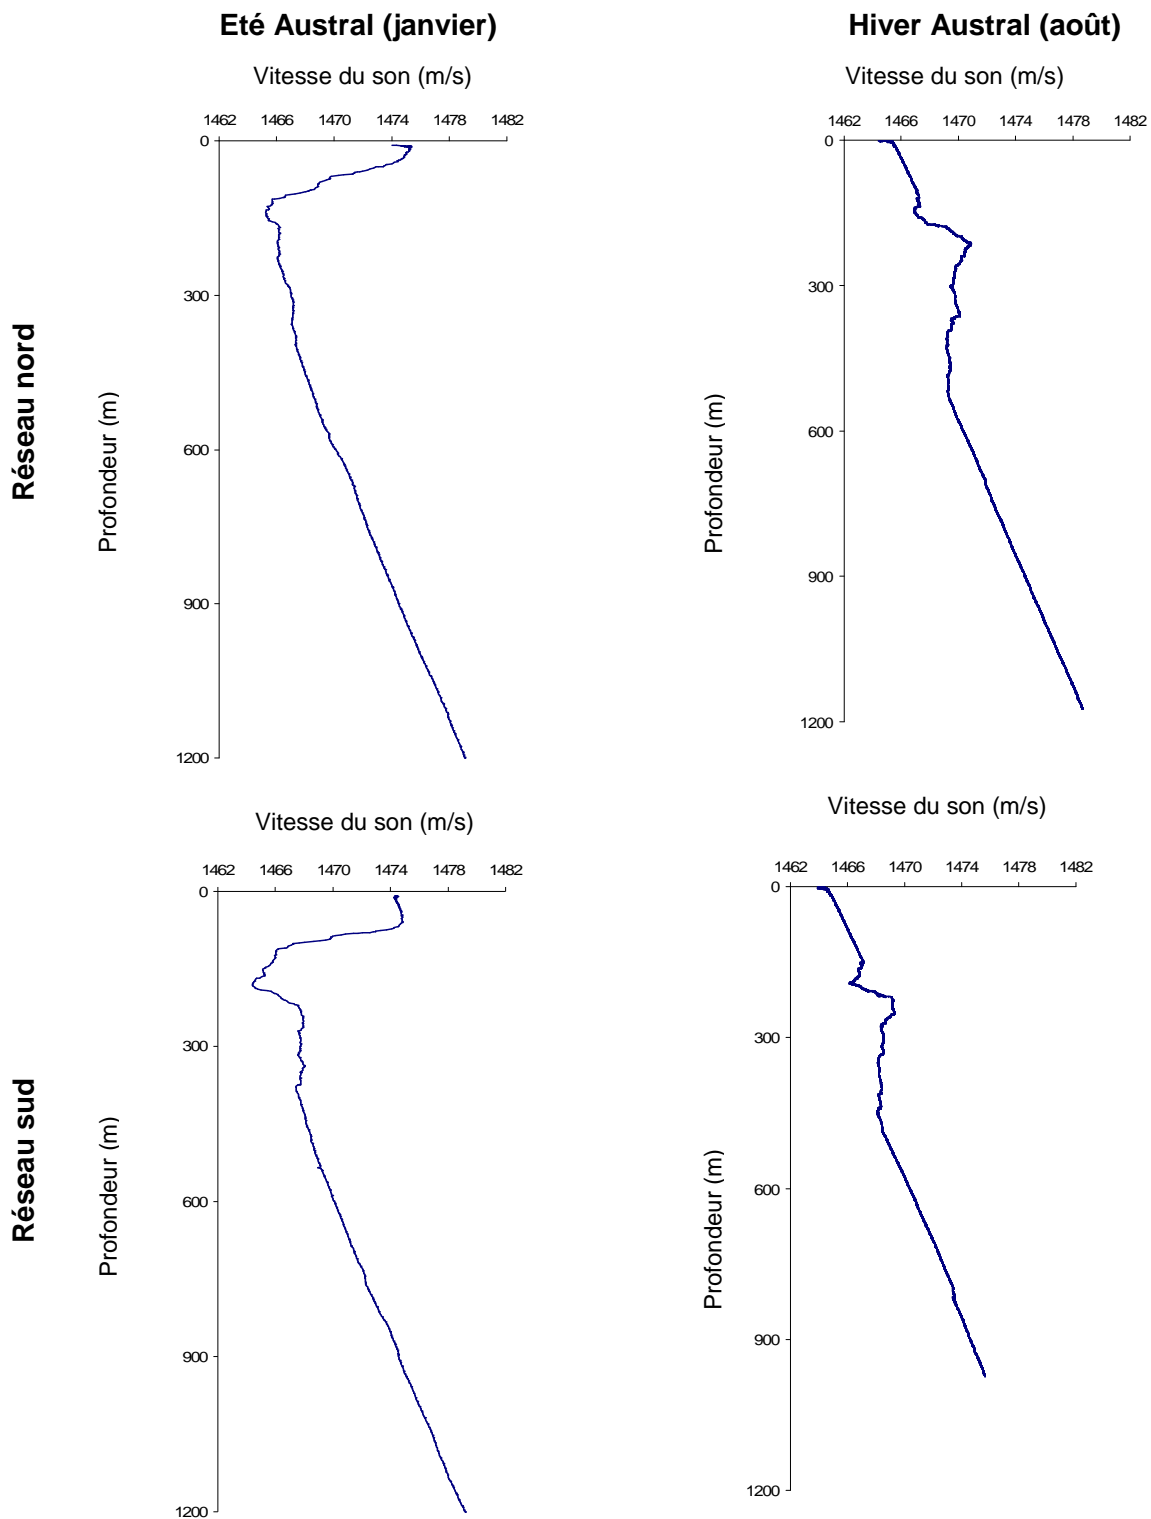 Eté Austral (janvier)
Hiver Austral (août)
Vitesse du son (m/s)
Vitesse du son (m/s)
1462 1466 1470 1474 1478 1482
1462 1466 1470 1474 1478 1482
0
300
600
900
1200
0
300
600
900
1200
Réseau nord
Profondeur (m)
Profondeur (m)
Vitesse du son (m/s)
Vitesse du son (m/s)
1462 1466 1470 1474 1478 1482
1462 1466 1470 1474 1478 1482
0
300
600
900
1200
0
300
600
900
1200
Réseau sud
Profondeur (m)
Profondeur (m)